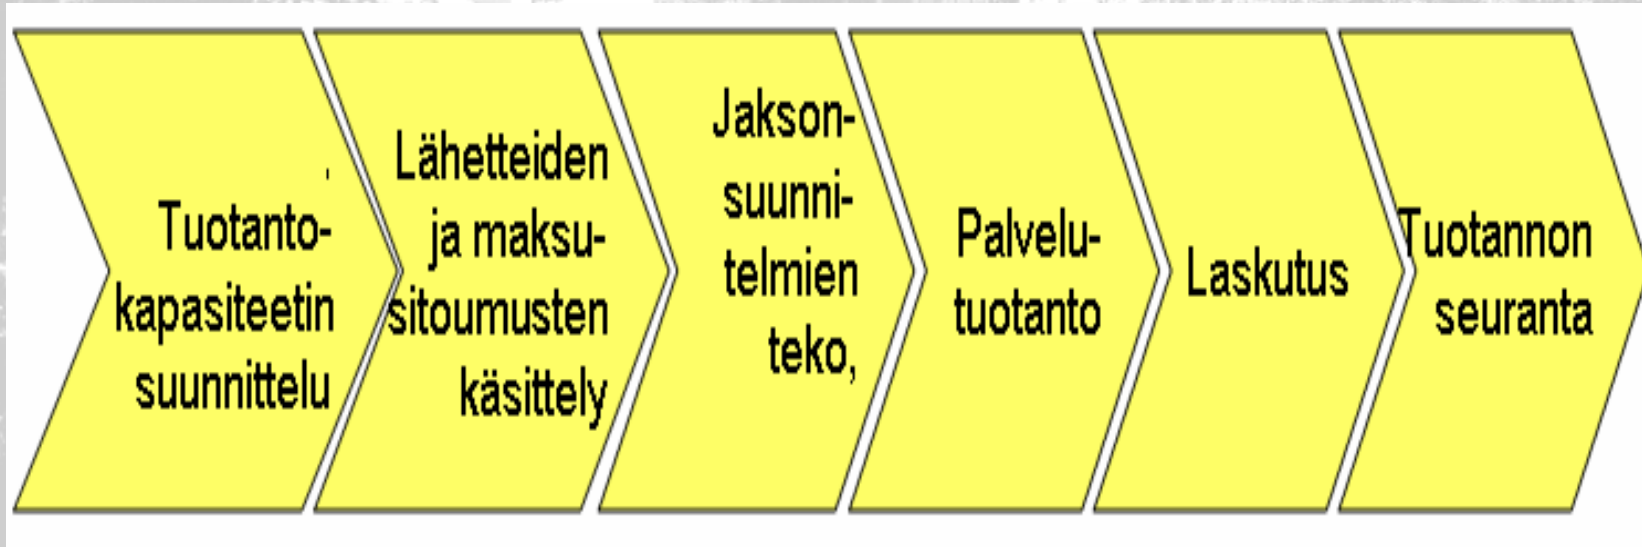 .
Tuotanto-
kapasiteetin
suunnittelu
Lähetteiden
ja maksu-
sitoumusten
käsittely
Jakson-
suunni-
telmien
teko,
Palvelu-
tuotanto
Laskutus
Tuotannon
seuranta